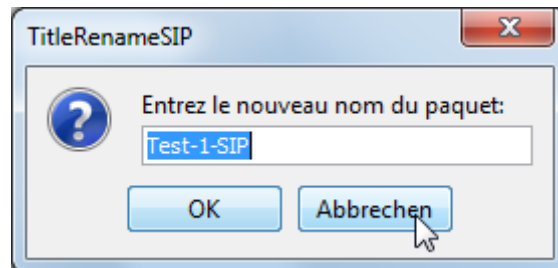 TitleRenameSIP
Entrez le nouveau nom du paquet:
Test-1-SIP
OK
Abbrechen